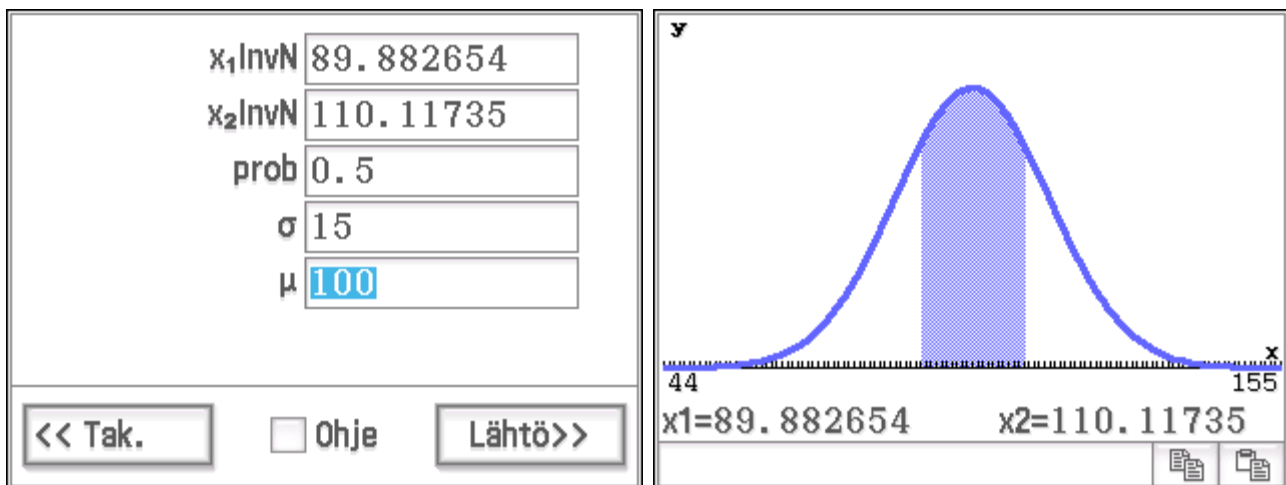 x₁InvN 89.882654
x₂InvN 110.11735
prob 0.5
σ 15
μ 100
<< Tak. Ohje Lähtö>>
y
x
44 155
x1=89.882654 x2=110.11735